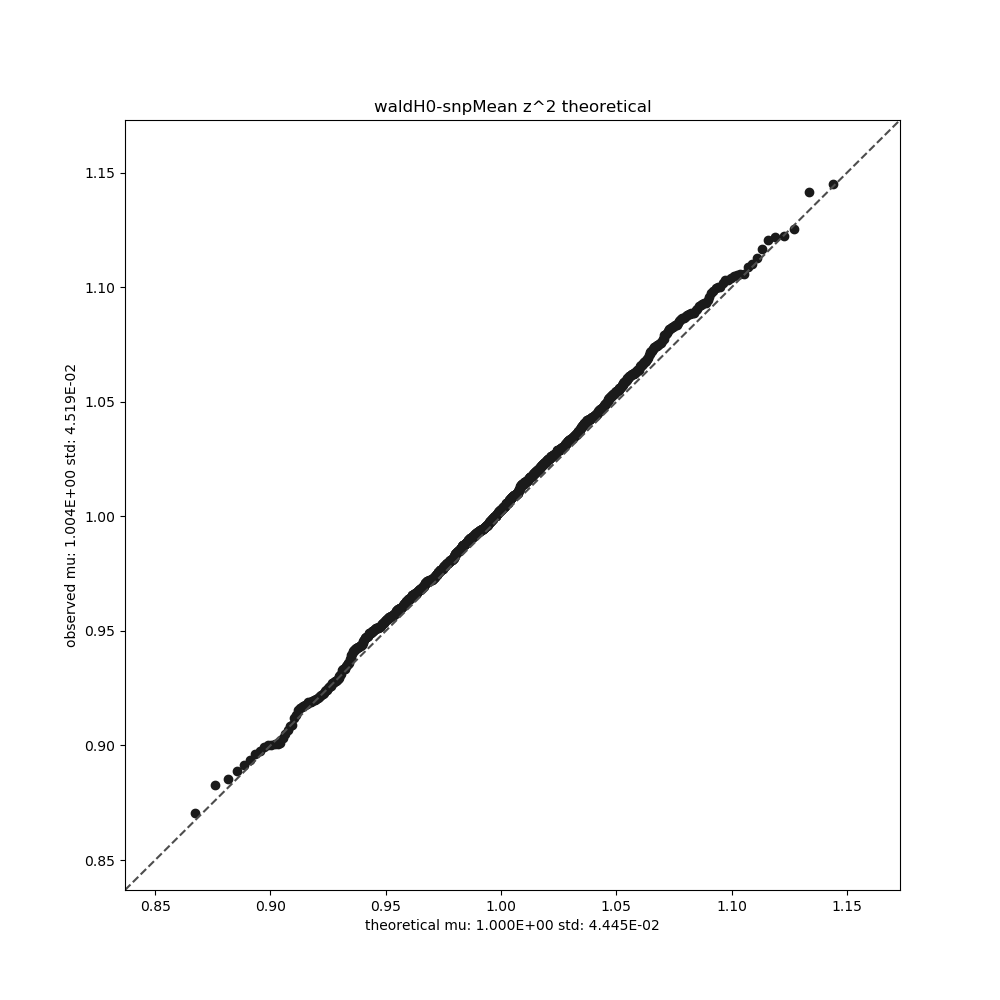 waldH0-snpMean z^2 theoretical
1.15
1.10
1.05
1.00
0.95
0.90
0.85
observed mu: 1.004E+00 std: 4.519E-02
0.85 0.90 0.95 1.00 1.05 1.10 1.15
theoretical mu: 1.000E+00 std: 4.445E-02